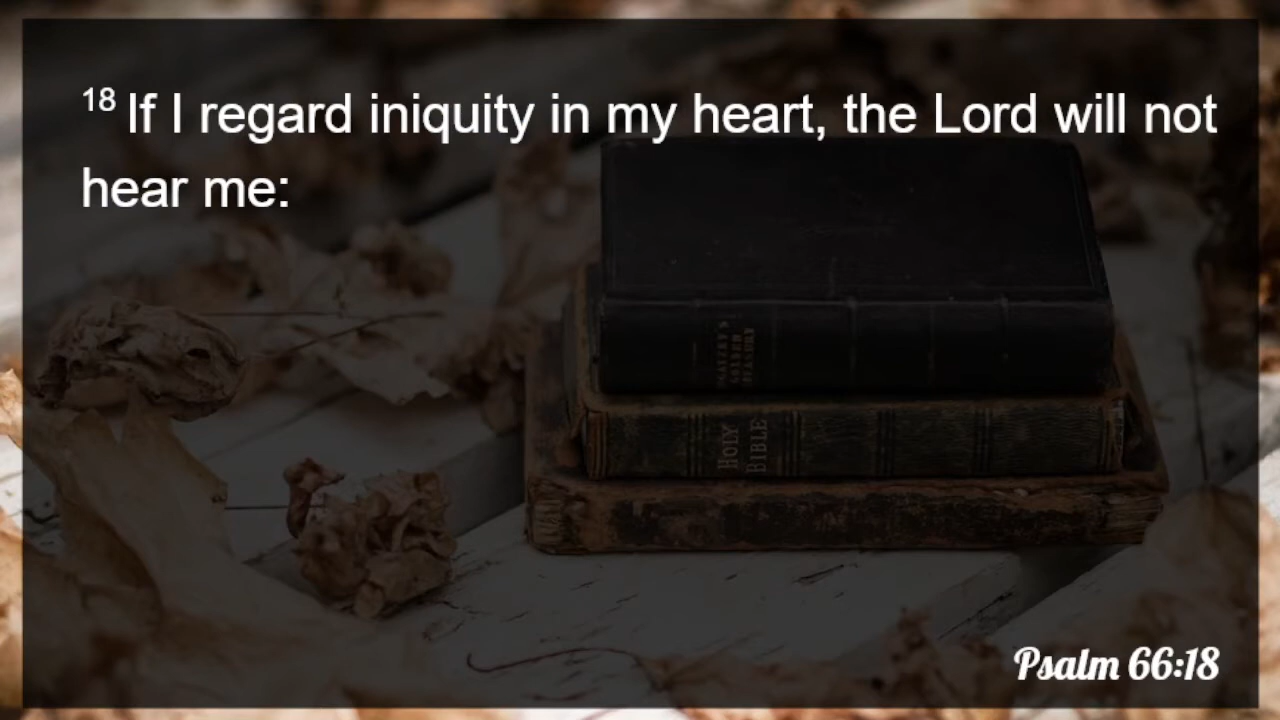 18 If I regard iniquity in my heart, the Lord will not
hear me:
HOLY
BIBLE
Psalm 66:18